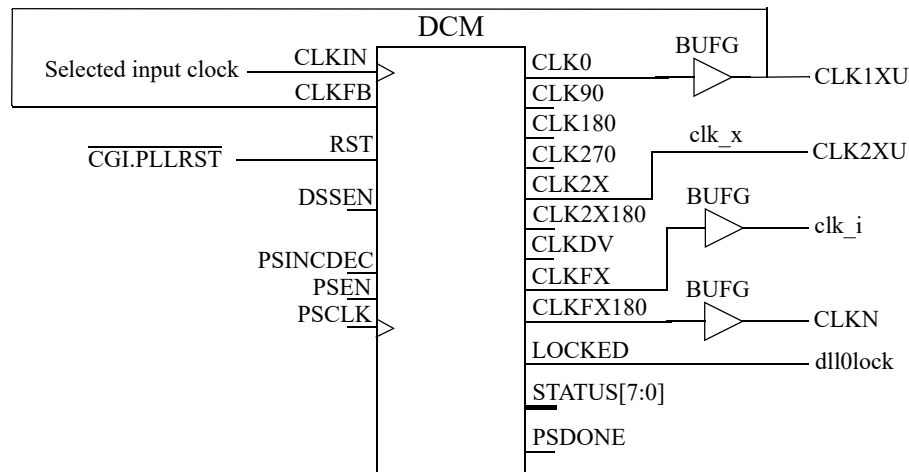 DCM
BUFG
CLKIN
CLK0
Selected input clock
CLK1XU
CLKFB
CLK90
CLK180
clk_x
CGI.PLLRST
RST
CLK270
CLK2XU
CLK2X
DSSEN
BUFG
CLK2X180
clk_i
CLKDV
PSINCDEC
CLKFX
BUFG
PSEN
CLKFX180
PSCLK
CLKN
LOCKED
dll0lock
STATUS[7:0]
PSDONE